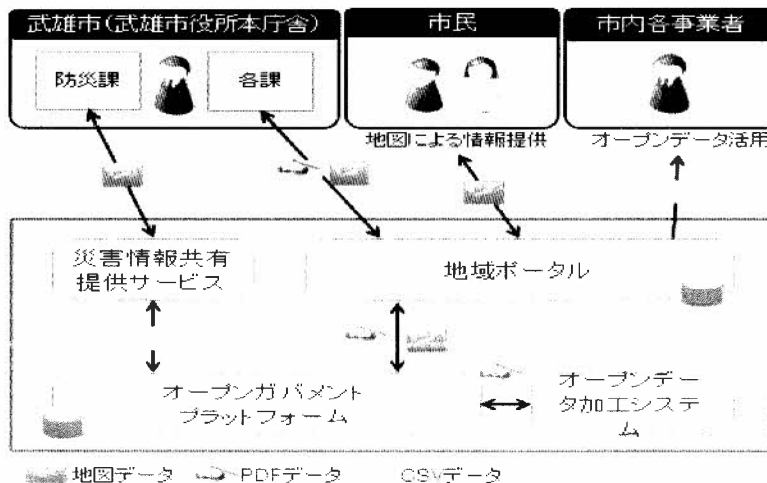 武雄市(武雄市役所本庁舎)
市民
市内各事業者
防災課
各課
地図による情報提供
オープンデータ活用
災害情報共有
提供サービス
地域ポータル
オープンガバメント
プラットフォーム
オープンデー
タ加工システ
ム
地図データ
PDFデータ
CSVデータ